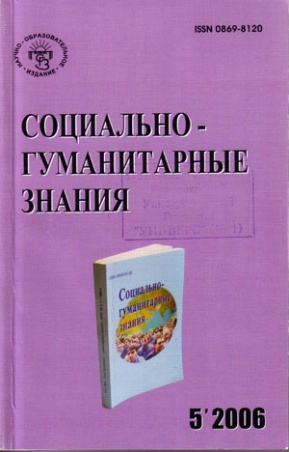 НАУЧНО-ОБРАЗОВАТЕЛЬНОЕ
ИЗДАНИЕ
ISSN 0869-8120
СОЦИАЛЬНО -
ГУМАНИТАРНЫЕ
ЗНАНИЯ
Социально-
гуманитарные
знания
5'2006